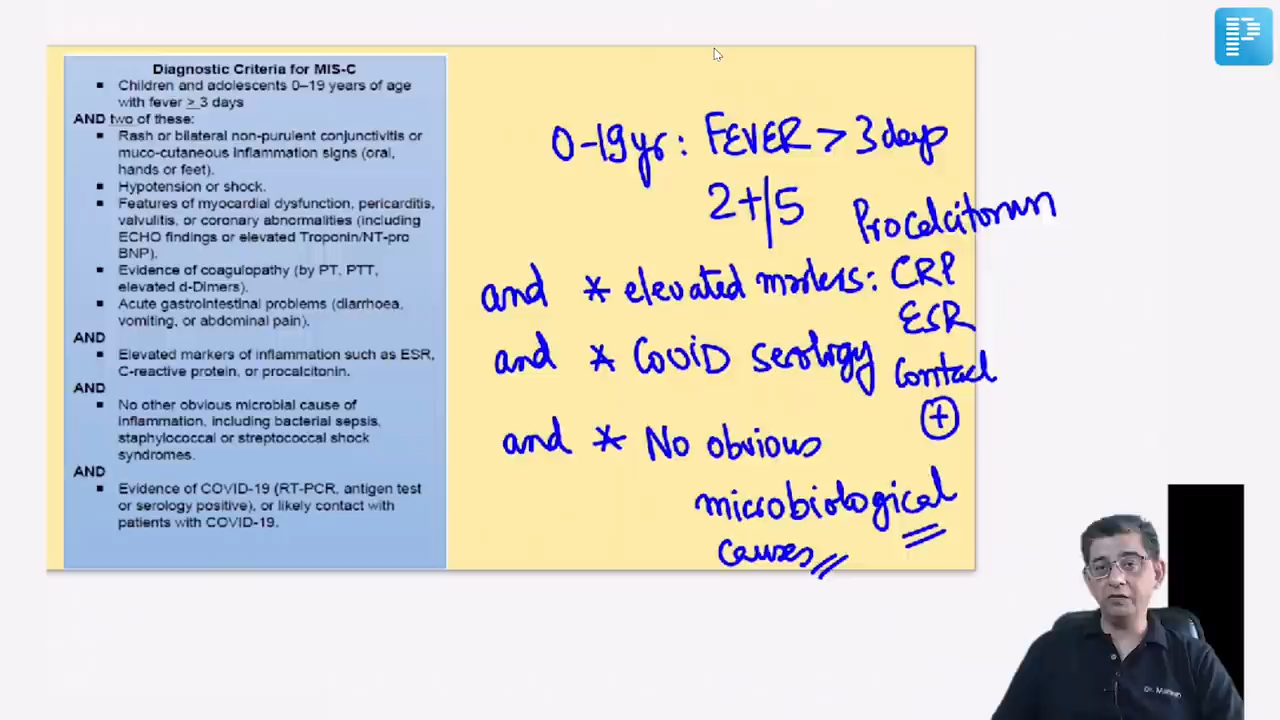 Diagnostic Criteria for MIS-C
▪ Children and adolescents 0–19 years of age
with fever > 3 days
AND two of these:
▪ Rash or bilateral non-purulent conjunctivitis or
muco-cutaneous inflammation signs (oral,
hands or feet).
▪ Hypotension or shock.
▪ Features of myocardial dysfunction, pericarditis,
valvulitis, or coronary abnormalities (including
ECHO findings or elevated Troponin/NT-pro
BNP).
▪ Evidence of coagulopathy (by PT, PTT,
elevated d-Dimers).
▪ Acute gastrointestinal problems (diarrhoea,
vomiting, or abdominal pain).
AND
▪ Elevated markers of inflammation such as ESR,
C-reactive protein, or procalcitonin.
AND
▪ No other obvious microbial cause of
inflammation, including bacterial sepsis,
staphylococcal or streptococcal shock
syndromes.
AND
▪ Evidence of COVID-19 (RT-PCR, antigen test
or serology positive), or likely contact with
patients with COVID-19.
0-19yr: FEVER > 3 days
2+/5
Procalcitonin
and * elevated markers: CRP
ESR
and * COVID serology
contact
+
and * No obvious
microbiological
causes
P